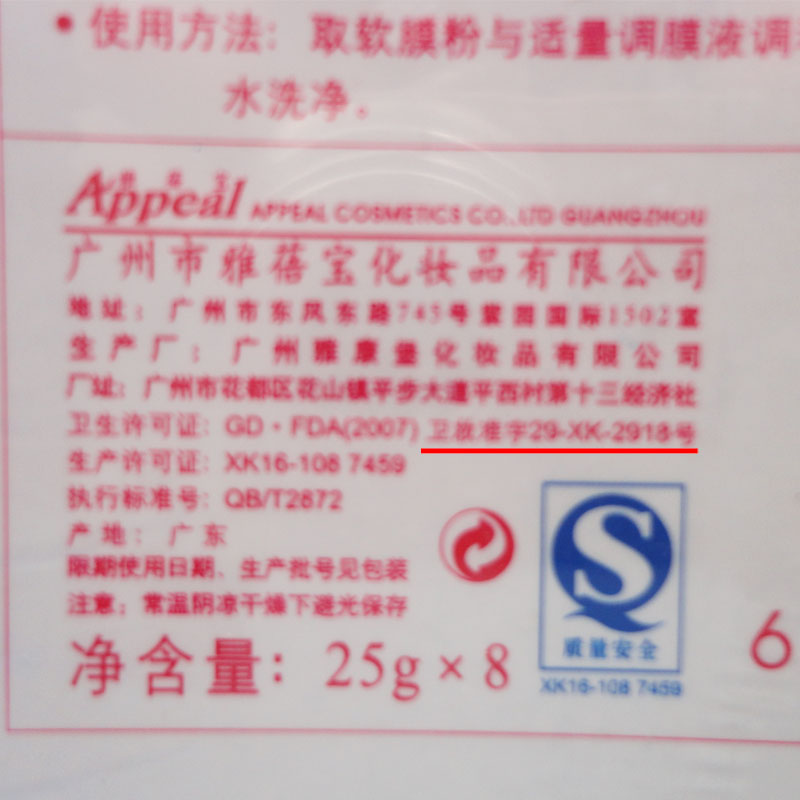 • 使用方法: 取软膜粉与适量调膜液调
水洗净。
Appeal APPEAL COSMETICS CO., LTD GUANGZHOU
广州市雅蓓宝化妆品有限公司
地址: 广州市东风东路745号紫园国际1502室
生产厂: 广州雅康堡化妆品有限公司
厂址: 广州市花都区花山镇平步大道平西村第十三经济社
卫生许可证: GD·FDA(2007) 卫妆准字29-XK-2918号
生产许可证: XK16-108 7459
执行标准号: QB/T2872
产地: 广东
限期使用日期、生产批号见包装
注意: 常温阴凉干燥下避光保存
净含量: 25g×8
质量安全
XK16-108 7459
6